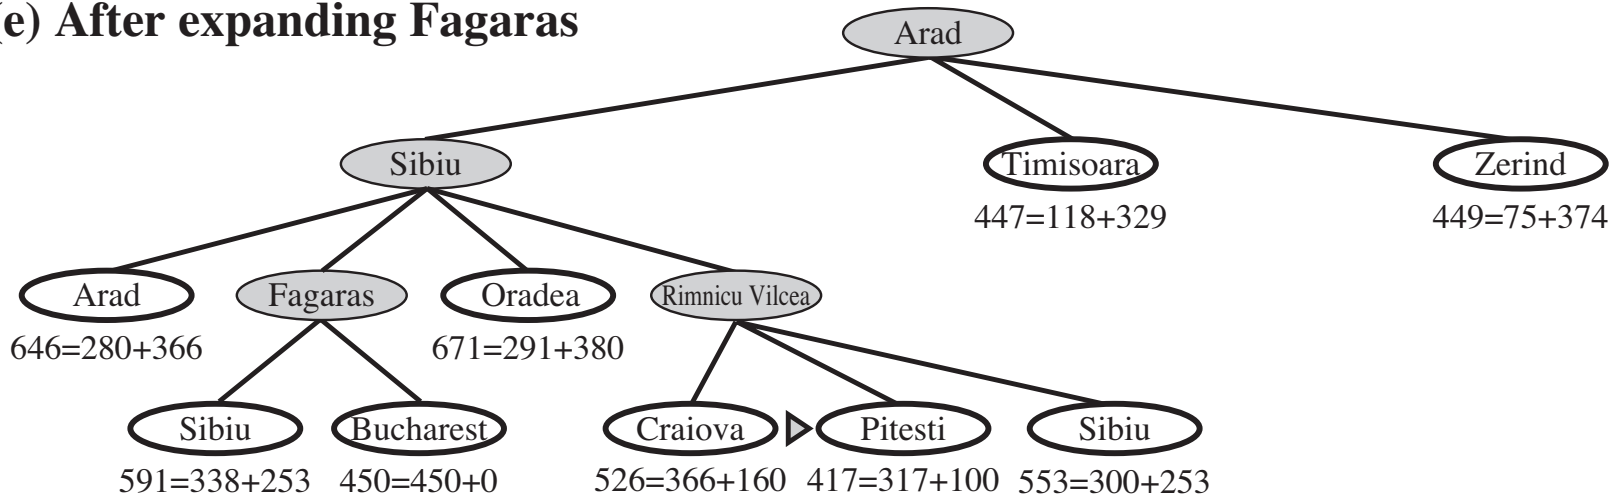 (e) After expanding Fagaras
Arad
Sibiu
Timisoara
Zerind
447=118+329
449=75+374
Arad
Fagaras
Oradea
Rimnicu Vilcea
646=280+366
671=291+380
Sibiu
Bucharest
Craiova
Pitesti
Sibiu
591=338+253
450=450+0
526=366+160
417=317+100
553=300+253